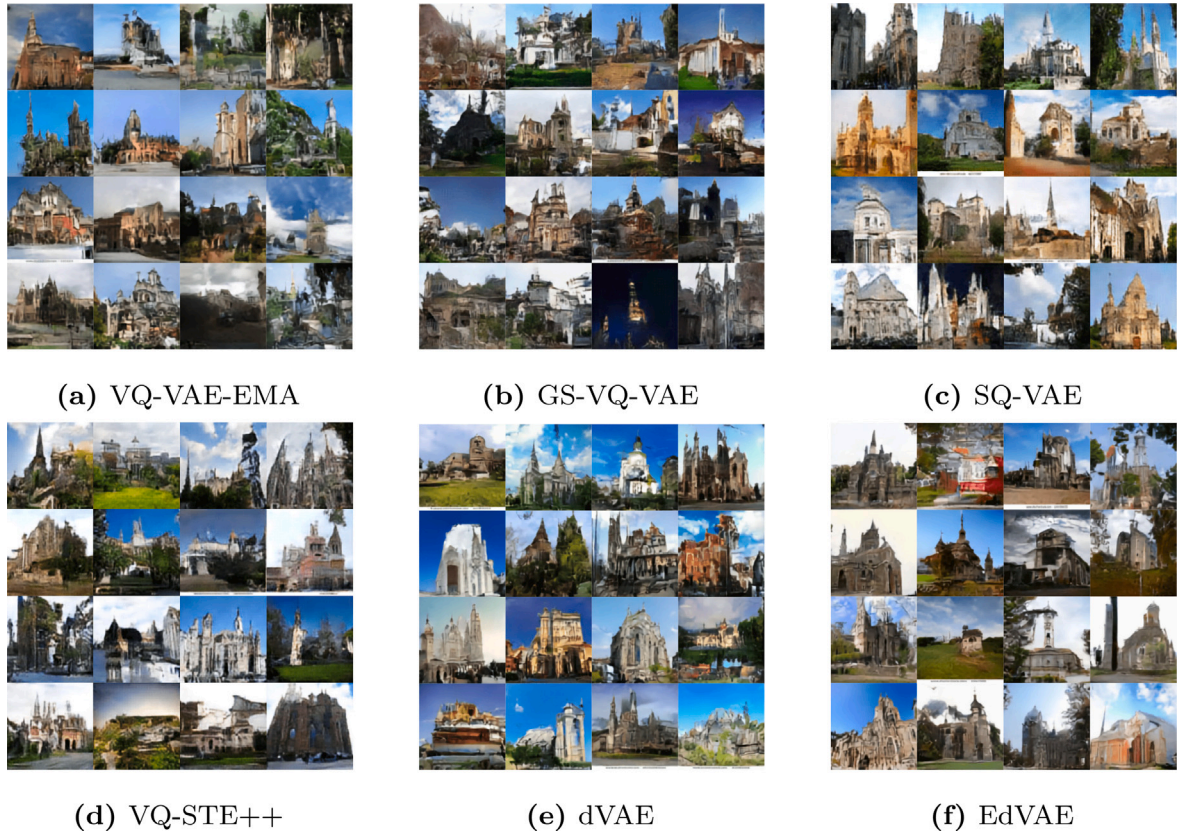 (a) VQ-VAE-EMA
(b) GS-VQ-VAE
(c) SQ-VAE
(d) VQ-STE++
(e) dVAE
(f) EdVAE